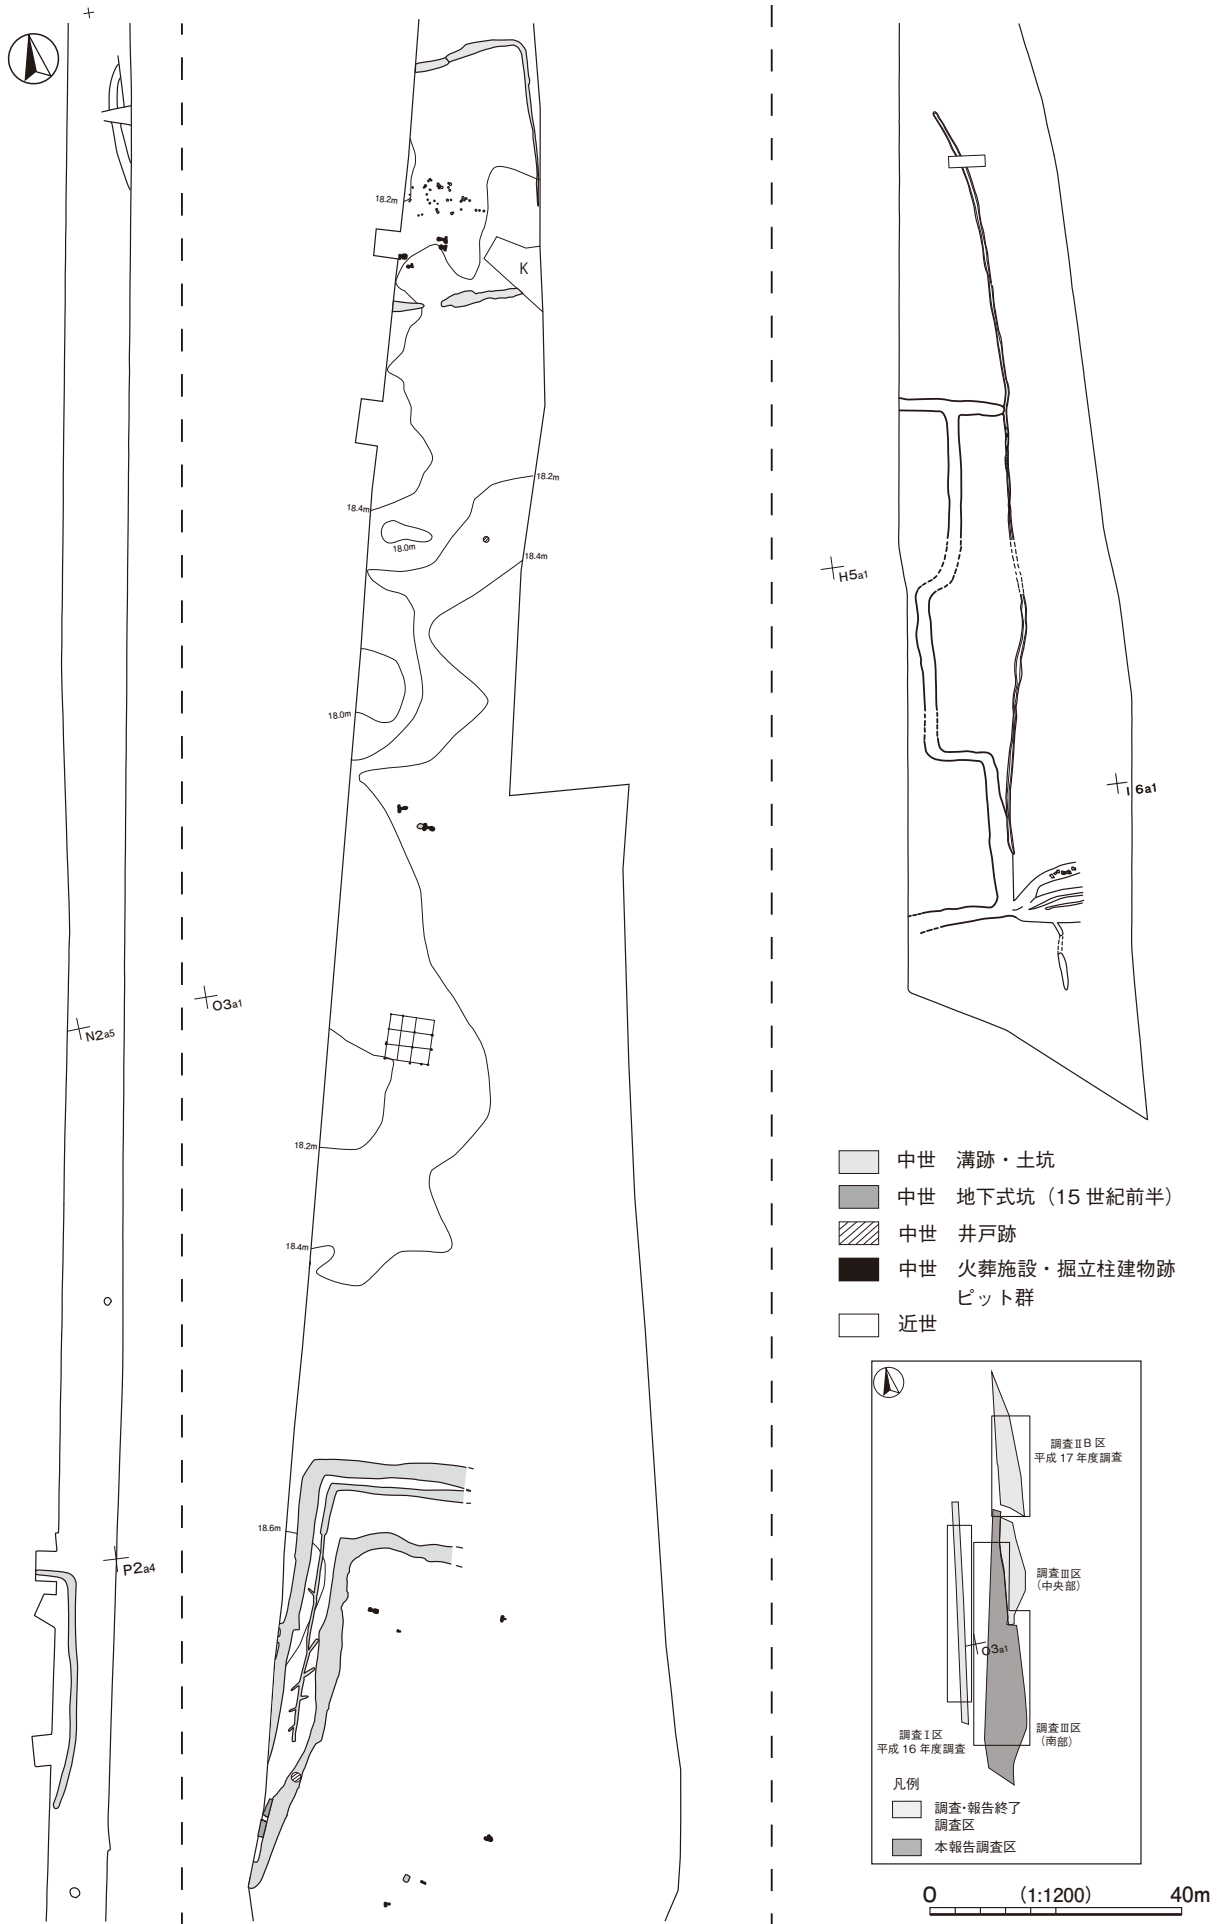 18.2m
K
18.2m
18.4m
18.0m
18.4m
H5a1
18.0m
I6a1
O3a1
N2a5
18.2m
18.4m
中世 溝跡・土坑
中世 地下式坑（15世紀前半）
中世 井戸跡
中世 火葬施設・掘立柱建物跡
ピット群
近世
18.6m
P2a4
調査ⅡB区
平成17年度調査
調査Ⅲ区
（中央部）
O3a1
調査Ⅰ区
平成16年度調査
調査Ⅲ区
（南部）
凡例
調査・報告終了
調査区
本報告調査区
0 (1:1200) 40m